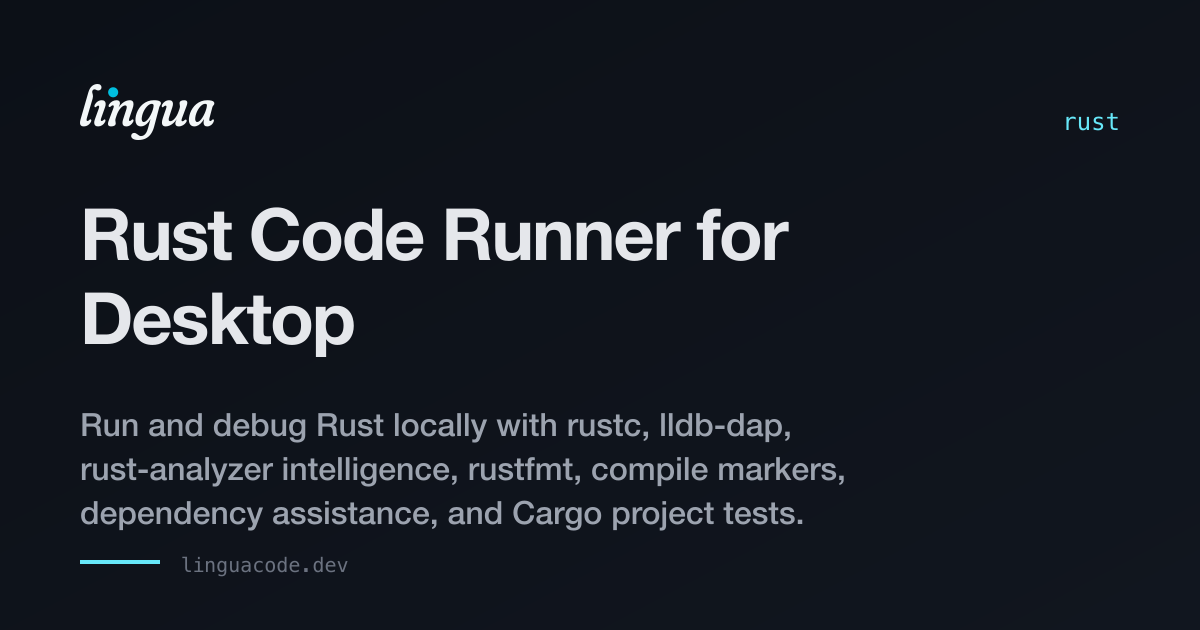 lingua
rust
Rust Code Runner for
Desktop
Run and debug Rust locally with rustc, lldb-dap,
rust-analyzer intelligence, rustfmt, compile markers,
dependency assistance, and Cargo project tests.
linguacode.dev